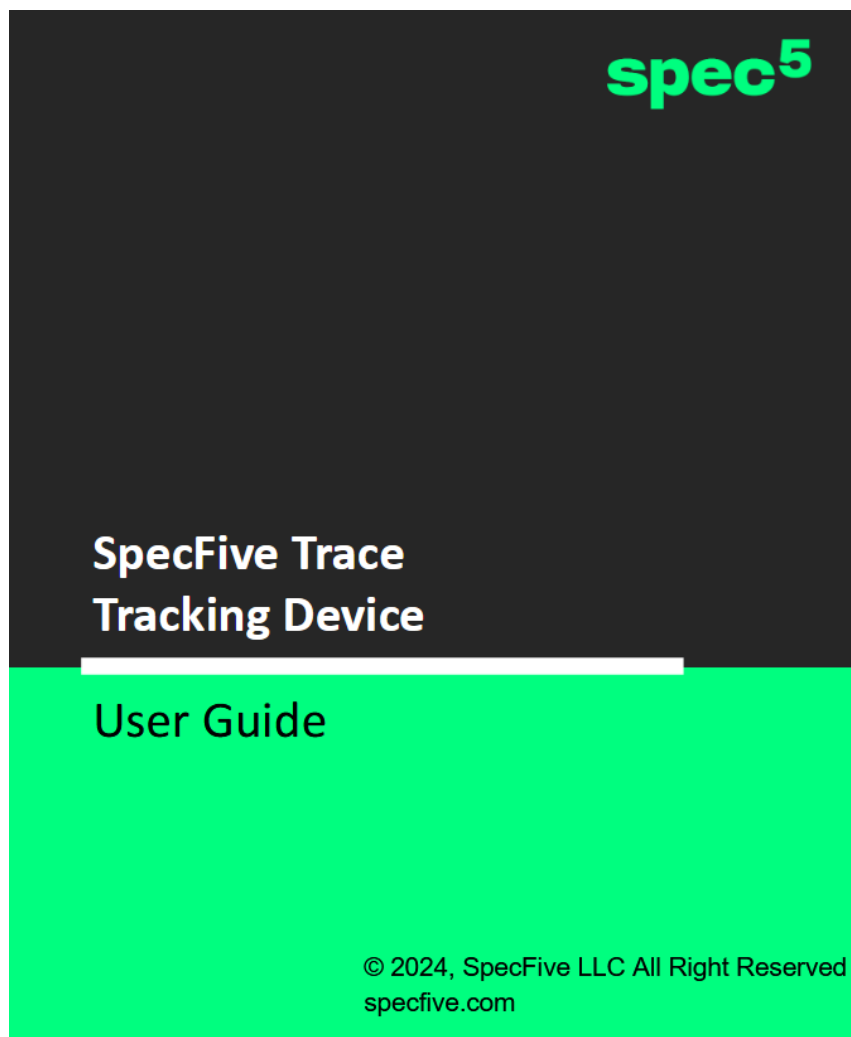 spec⁵
SpecFive Trace
Tracking Device
User Guide
© 2024, SpecFive LLC All Right Reserved
specfive.com